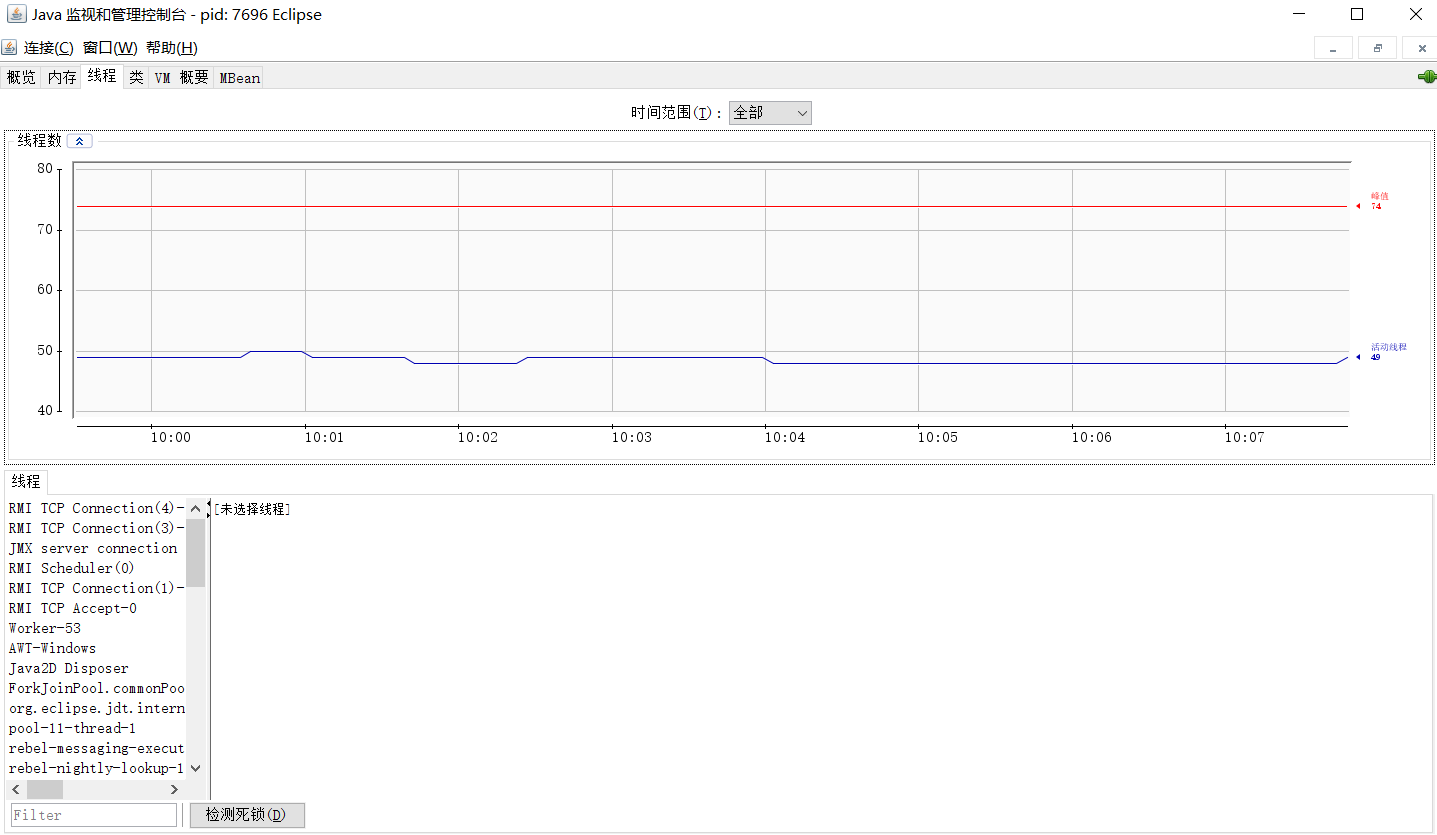 Java 监视和管理控制台 - pid: 7696 Eclipse
连接(C) 窗口(W) 帮助(H)
概览 内存 线程 类 VM 概要 MBean
时间范围(T): 全部
线程数
80
70
60
50
40
峰值
74
活动线程
49
10:00 10:01 10:02 10:03 10:04 10:05 10:06 10:07
线程
RMI TCP Connection(4)-
RMI TCP Connection(3)-
JMX server connection
RMI Scheduler(0)
RMI TCP Connection(1)-
RMI TCP Accept-0
Worker-53
AWT-Windows
Java2D Disposer
ForkJoinPool.commonPoo
org.eclipse.jdt.intern
pool-11-thread-1
rebel-messaging-execut
rebel-nightly-lookup-1
[未选择线程]
Filter
检测死锁(D)